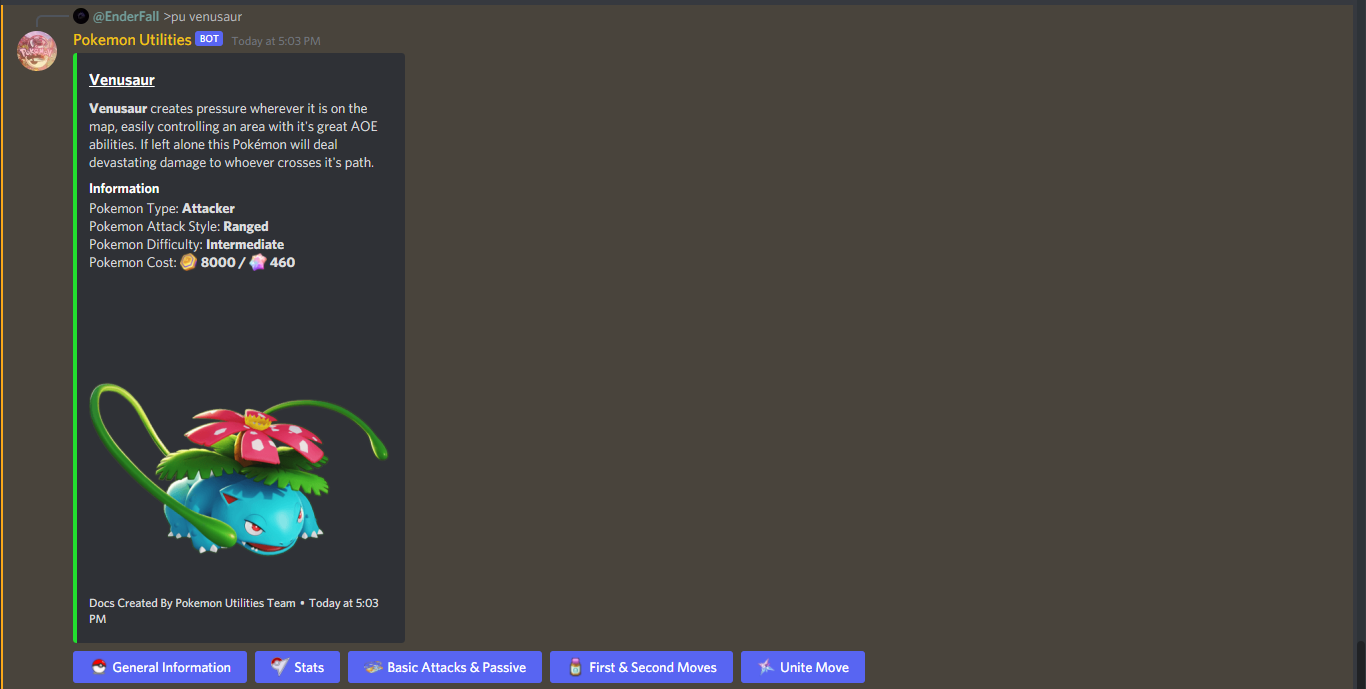 @EnderFall >pu venusaur
Pokemon Utilities BOT Today at 5:03 PM
Venusaur
Venusaur creates pressure wherever it is on the
map, easily controlling an area with it's great AOE
abilities. If left alone this Pokémon will deal
devastating damage to whoever crosses it's path.
Information
Pokemon Type: Attacker
Pokemon Attack Style: Ranged
Pokemon Difficulty: Intermediate
Pokemon Cost: 8000 / 460
Docs Created By Pokemon Utilities Team • Today at 5:03
PM
General Information
Stats
Basic Attacks & Passive
First & Second Moves
Unite Move